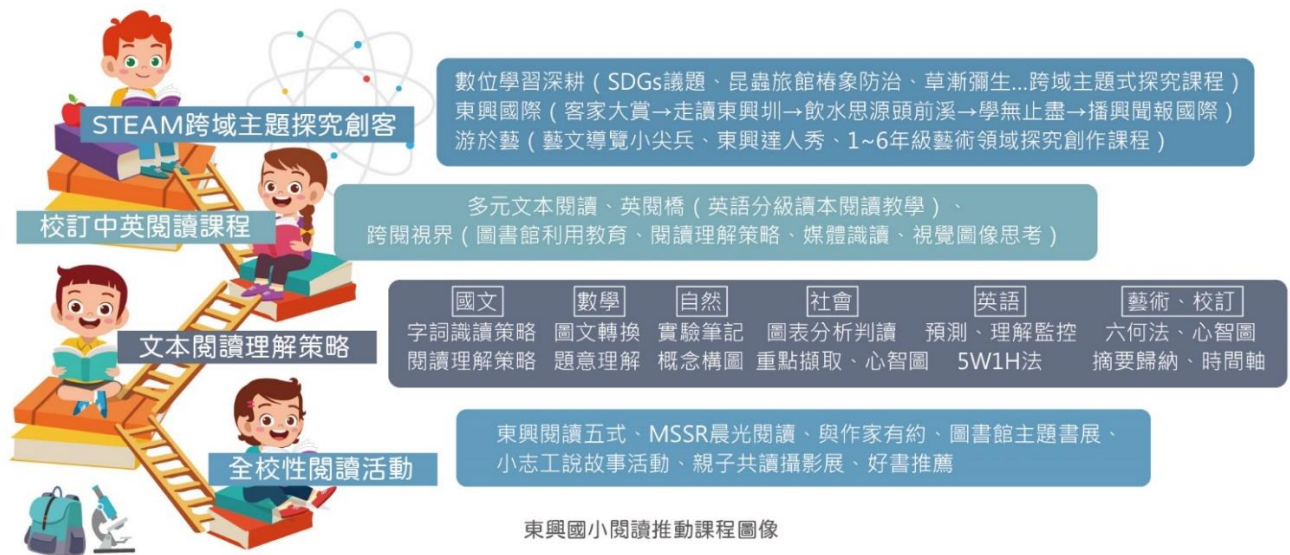 STEAM跨域主題探究創客
數位學習深耕（SDGs議題、昆蟲旅館椿象防治、草漸彌生...跨域主題式探究課程）
東興國際（客家大賞→走讀東興圳→飲水思源頭前溪→學無止盡→播興聞報國際）
游於藝（藝文導覽小尖兵、東興達人秀、1~6年級藝術領域探究創作課程）
校訂中英閱讀課程
多元文本閱讀、英閱橋（英語分級讀本閱讀教學）、
跨閱視界（圖書館利用教育、閱讀理解策略、媒體識讀、視覺圖像思考）
文本閱讀理解策略
國文 數學 自然 社會 英語 藝術、校訂
字詞識讀策略 圖文轉換 實驗筆記 圖表分析判讀 預測、理解監控 六何法、心智圖
閱讀理解策略 題意理解 概念構圖 重點擷取、心智圖 5W1H法 摘要歸納、時間軸
全校性閱讀活動
東興閱讀五式、MSSR晨光閱讀、與作家有約、圖書館主題書展、
小志工說故事活動、親子共讀攝影展、好書推薦
東興國小閱讀推動課程圖像